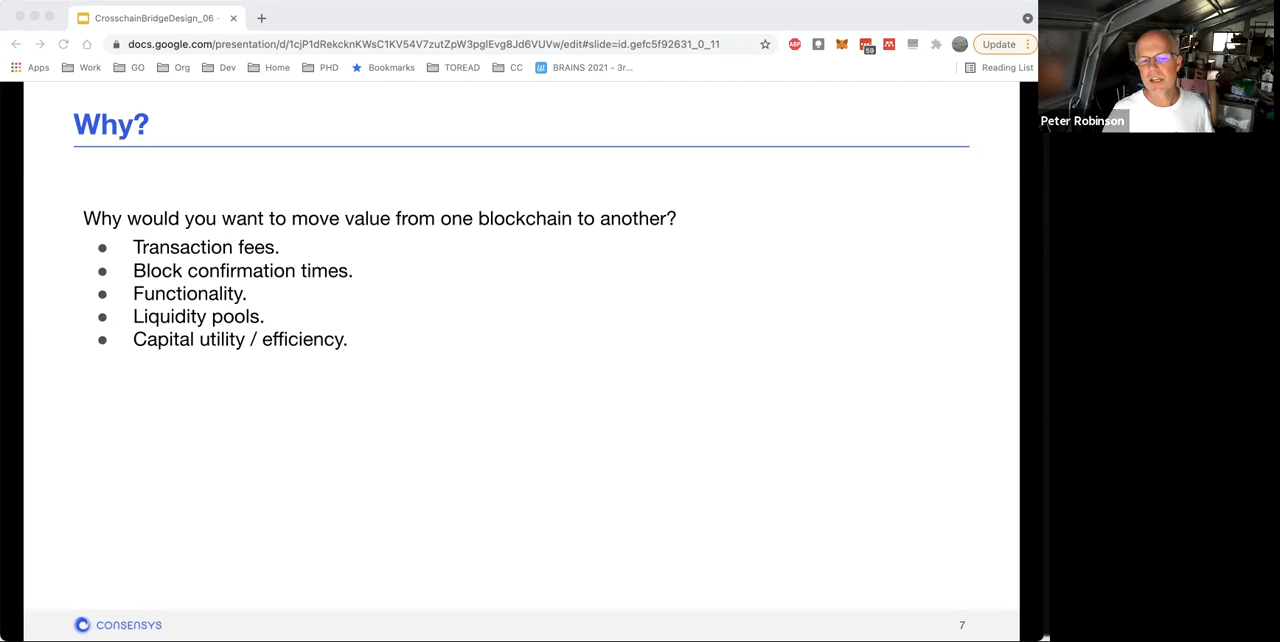 CrosschainBridgeDesign_06 -
docs.google.com/presentation/d/1cjP1dRekcknKWsC1KV54V7zutZpW3pglEvg8Jd6VUVw/edit#slide=id.gefc5f92631_0_11
ABP
59
Update
Apps
Work
GO
Org
Dev
Home
PHD
Bookmarks
TOREAD
CC
BRAINS 2021 - 3r...
Reading List
Peter Robinson
Why?
Why would you want to move value from one blockchain to another?
● Transaction fees.
● Block confirmation times.
● Functionality.
● Liquidity pools.
● Capital utility / efficiency.
CONSENSYS
7